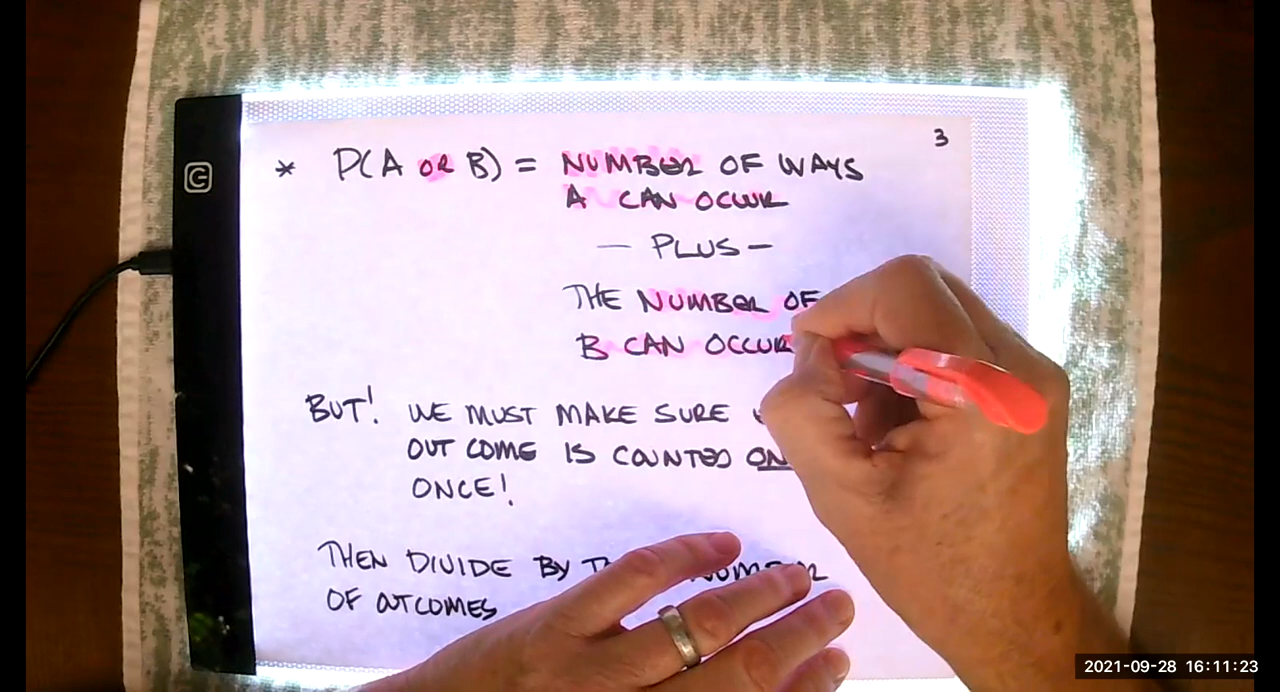 3
* P(A OR B) = NUMBER OF WAYS
A CAN OCCUR
— PLUS —
THE NUMBER OF
B CAN OCCUR
BUT! WE MUST MAKE SURE
OUT COME IS COUNTED
ONCE!
THEN DIVIDE BY NUMBER
OF OUTCOMES
2021-09-28 16:11:23